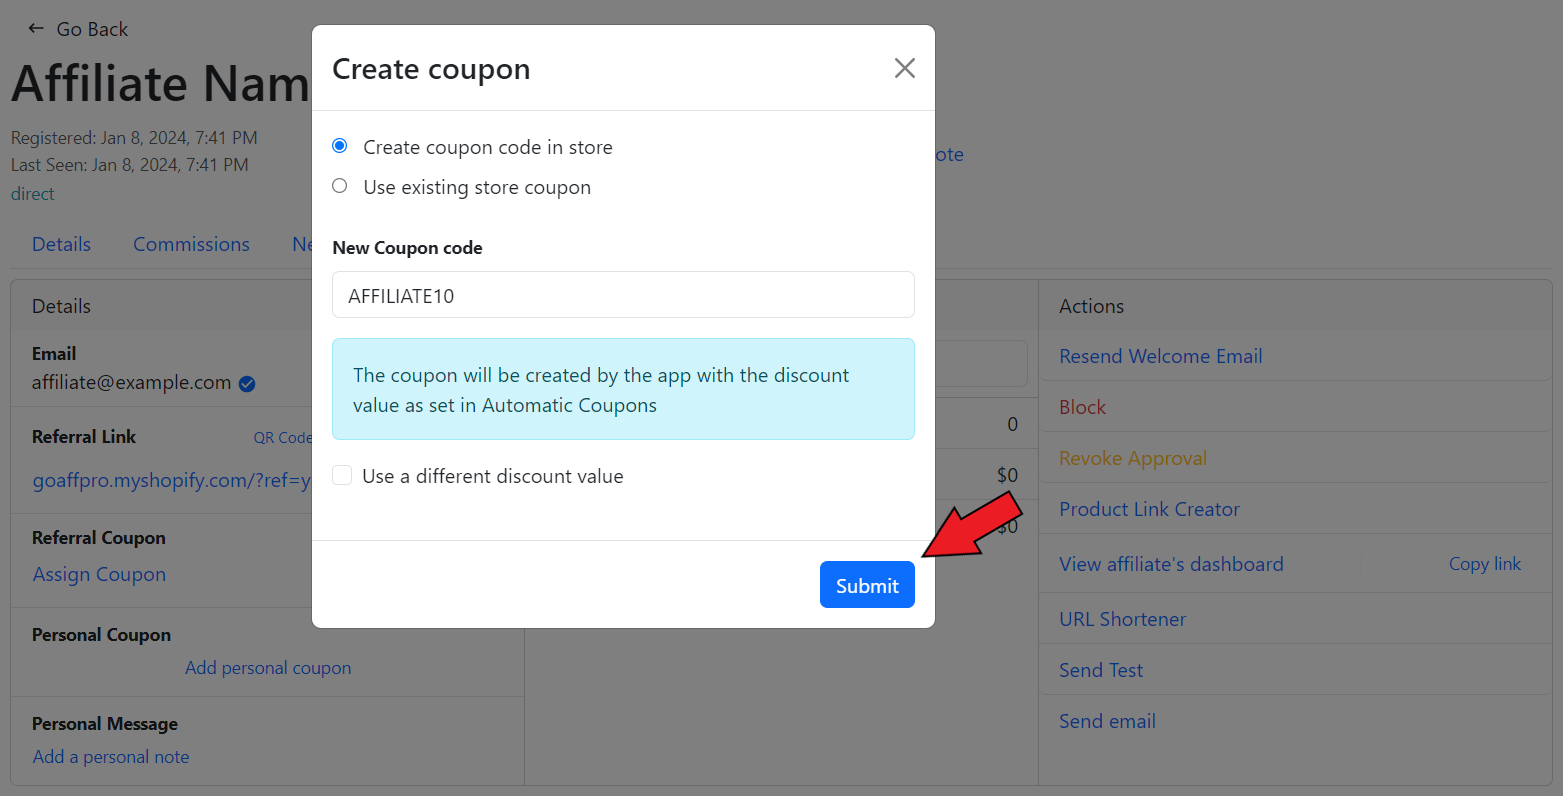 Go Back
Affiliate Nam
Registered: Jan 8, 2024, 7:41 PM
Last Seen: Jan 8, 2024, 7:41 PM
direct
ote
Details
Commissions
Ne
Create coupon
Create coupon code in store
Use existing store coupon
New Coupon code
AFFILIATE10
The coupon will be created by the app with the discount
value as set in Automatic Coupons
Use a different discount value
Submit
Details
Email
affiliate@example.com
Referral Link
QR Code
goaffpro.myshopify.com/?ref=y
Referral Coupon
Assign Coupon
Personal Coupon
Add personal coupon
Personal Message
Add a personal note
0
$0
$0
Actions
Resend Welcome Email
Block
Revoke Approval
Product Link Creator
View affiliate's dashboard
Copy link
URL Shortener
Send Test
Send email